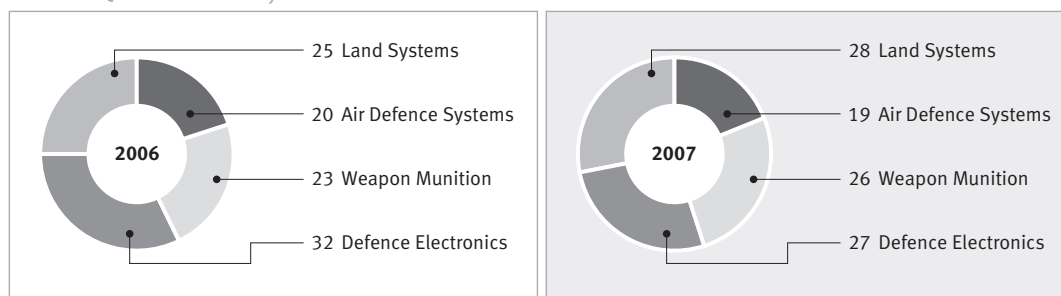 25 Land Systems
20 Air Defence Systems
2006
23 Weapon Munition
32 Defence Electronics
28 Land Systems
19 Air Defence Systems
2007
26 Weapon Munition
27 Defence Electronics